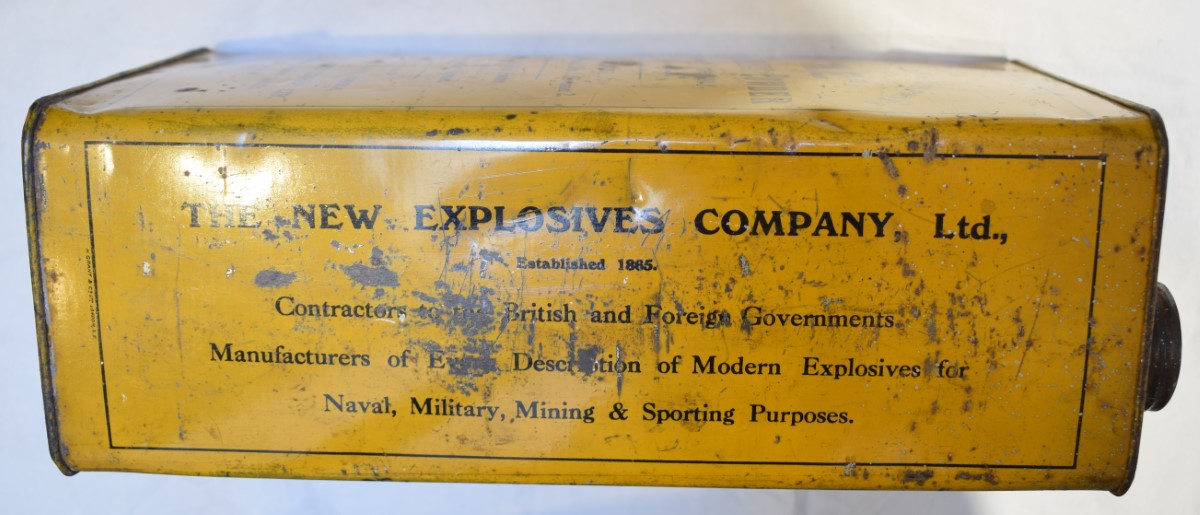 THE NEW EXPLOSIVES COMPANY, Ltd.,
Established 1865.
Contractors to the British and Foreign Governments
Manufacturers of Every Description of Modern Explosives for
Naval, Military, Mining & Sporting Purposes.